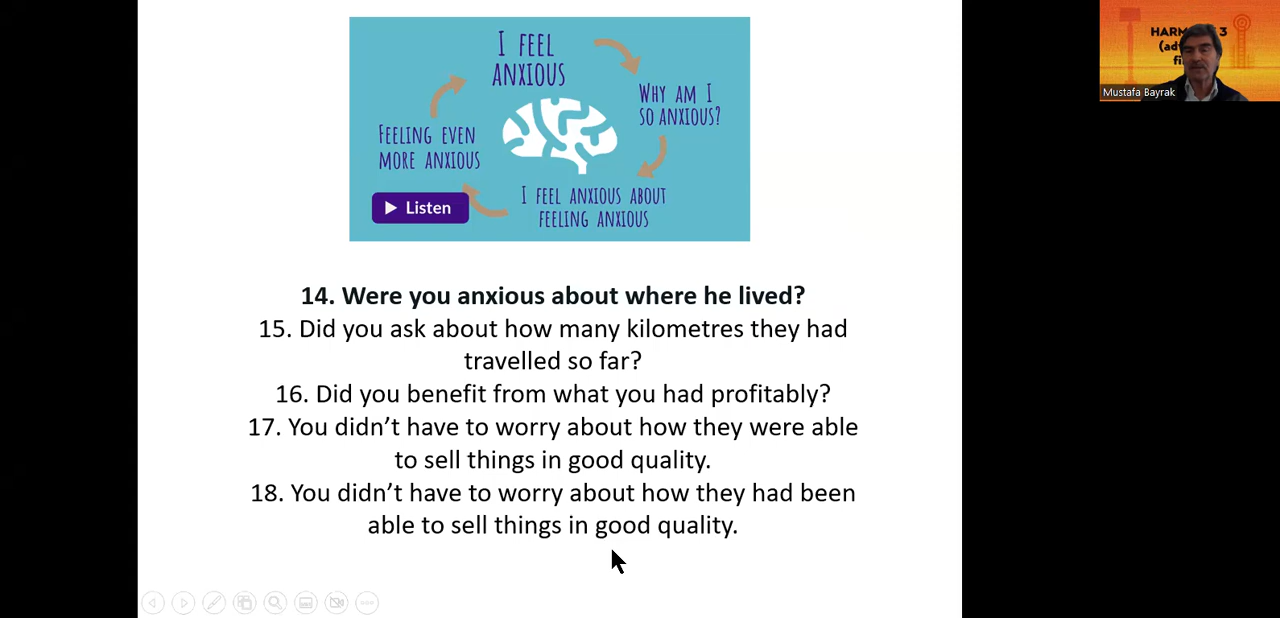 I FEEL
ANXIOUS
WHY AM I
SO ANXIOUS?
I FEEL ANXIOUS ABOUT
FEELING ANXIOUS
FEELING EVEN
MORE ANXIOUS
Listen
14. Were you anxious about where he lived?
15. Did you ask about how many kilometres they had
travelled so far?
16. Did you benefit from what you had profitably?
17. You didn’t have to worry about how they were able
to sell things in good quality.
18. You didn’t have to worry about how they had been
able to sell things in good quality.
3
Mustafa Bayrak